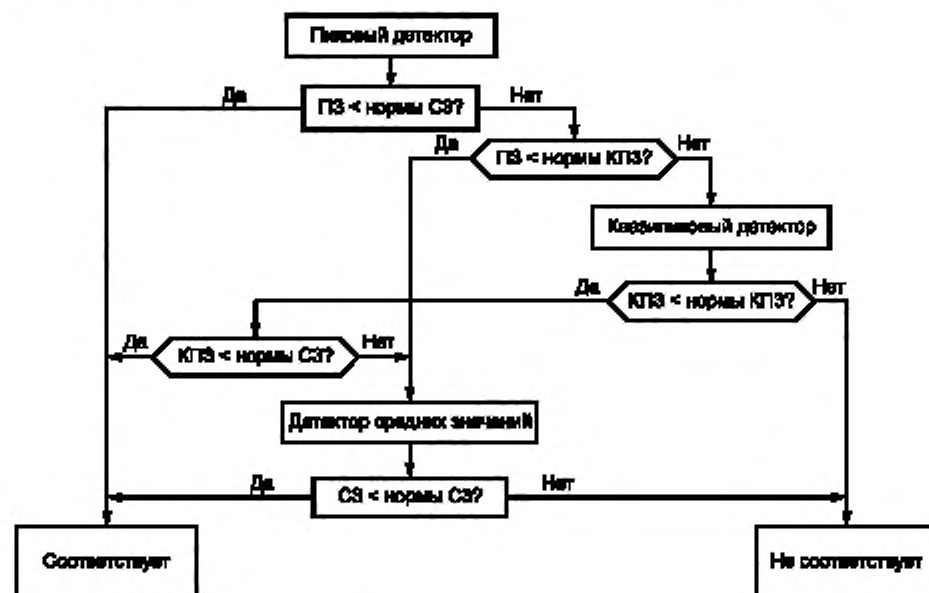 Пиковый детектор
Да
ПЗ < нормы СЗ?
Нет
Да
ПЗ < нормы КПЗ?
Нет
Квазипиковый детектор
Да
КПЗ < нормы КПЗ?
Нет
Да
КПЗ < нормы СЗ?
Нет
Детектор средних значений
Да
СЗ < нормы СЗ?
Нет
Соответствует
Не соответствует